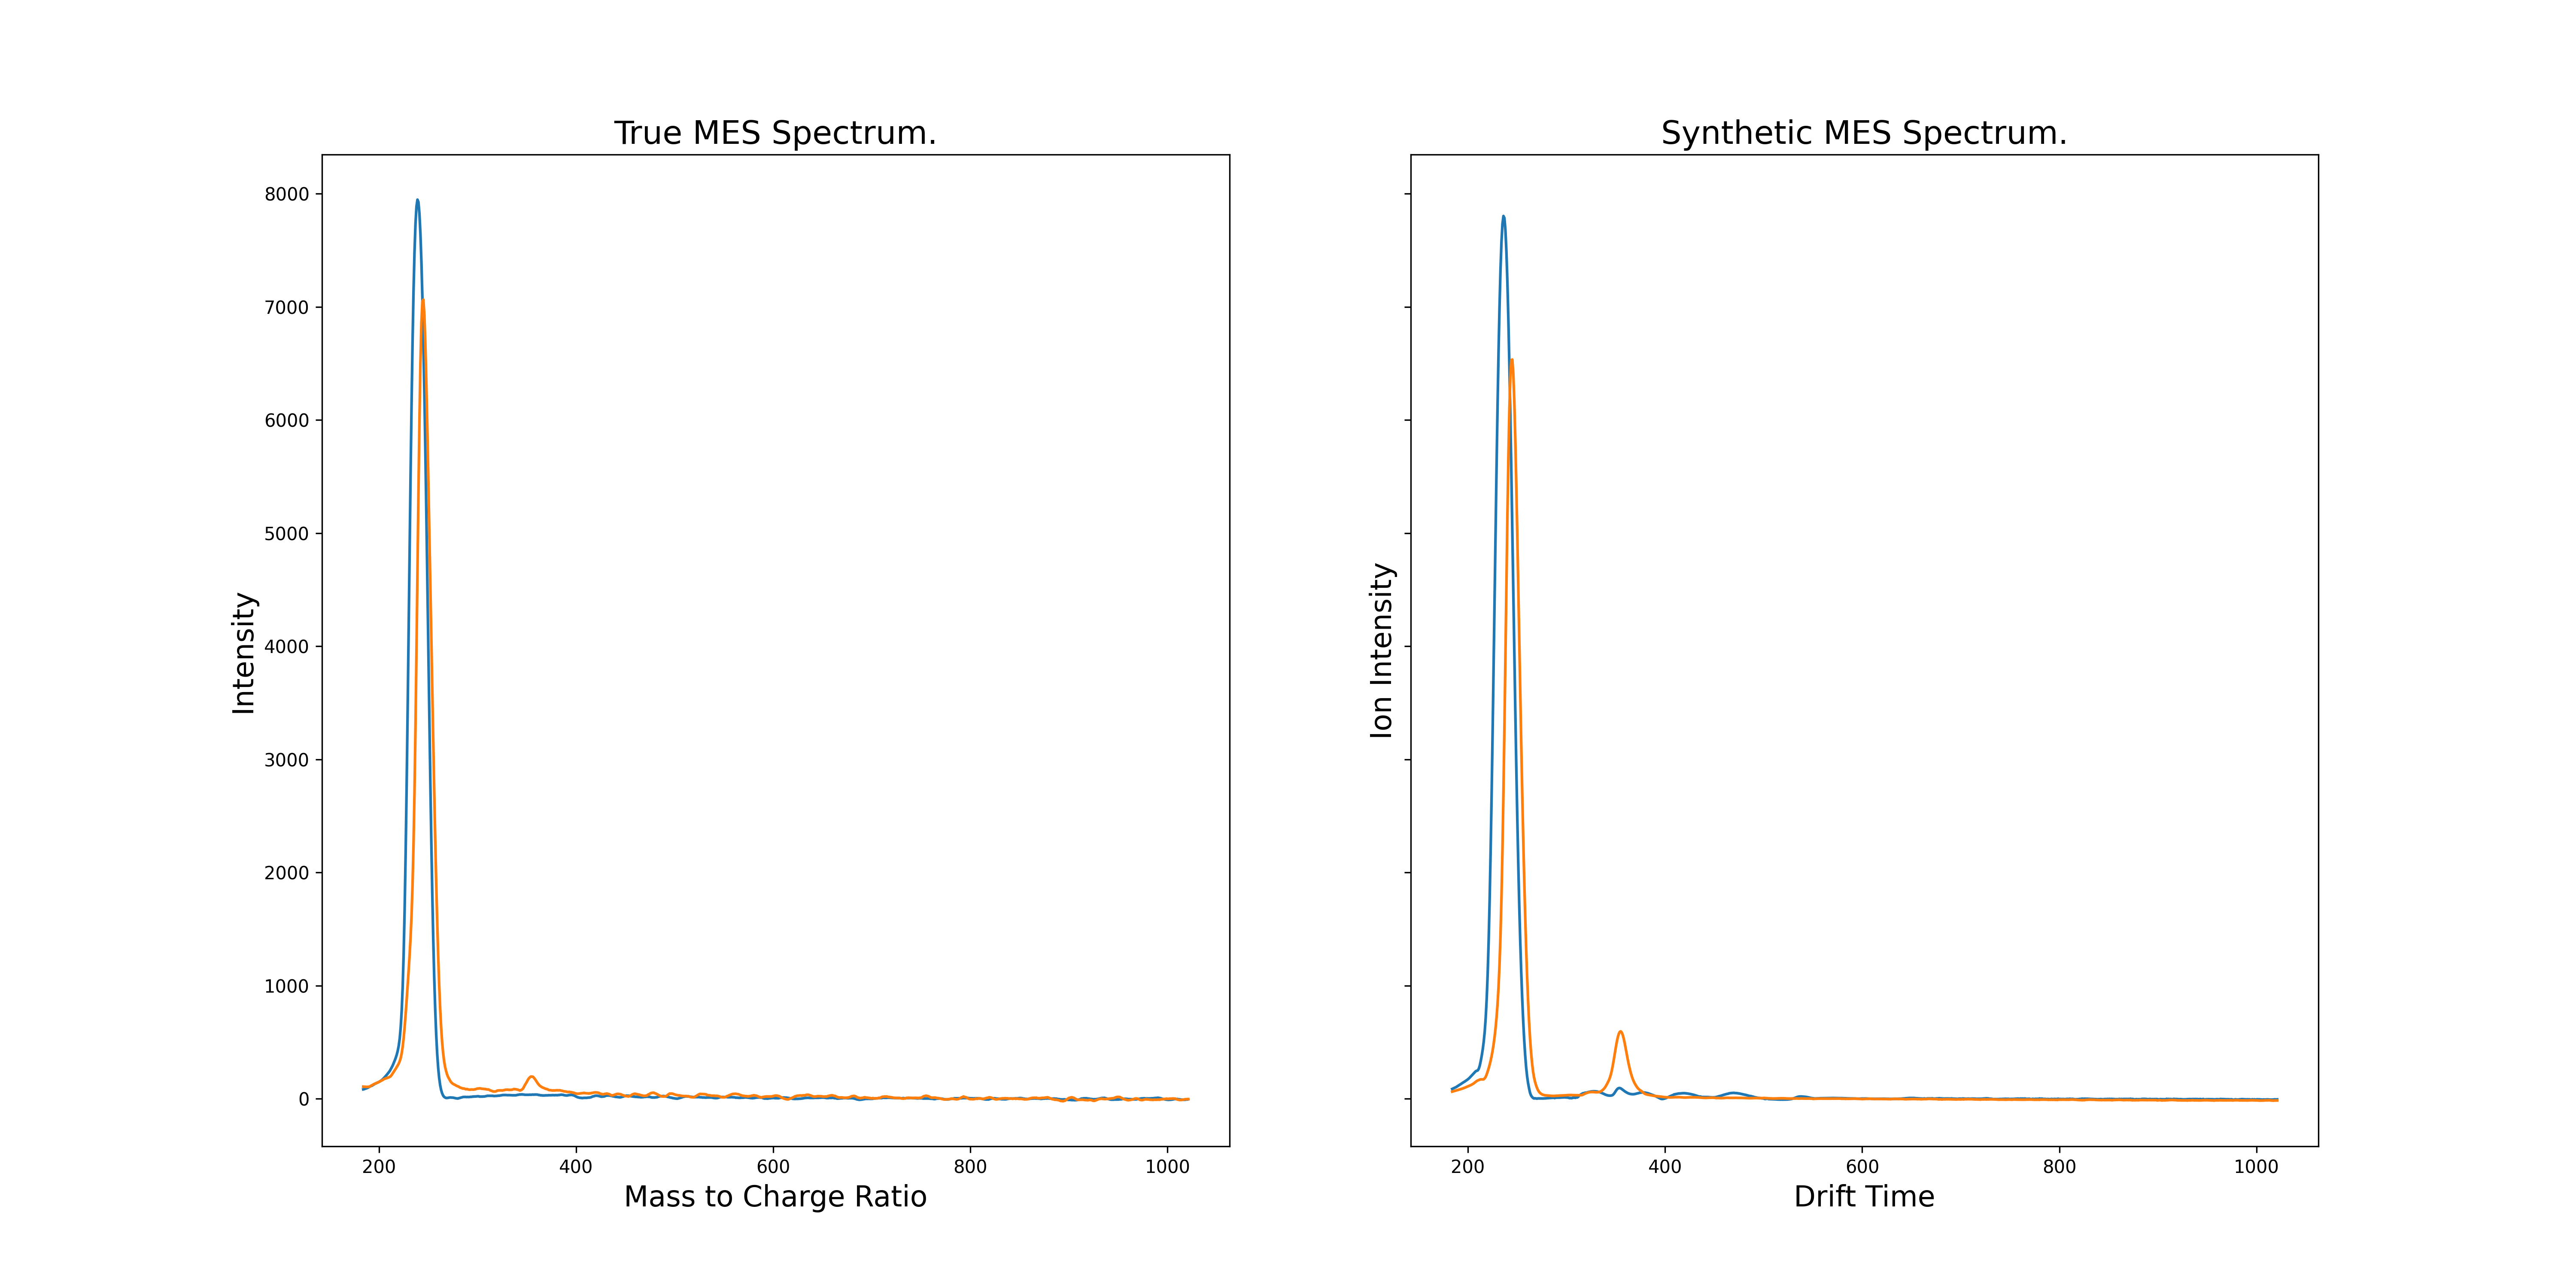 True MES Spectrum.
8000
7000
6000
5000
4000
3000
2000
1000
0
Intensity
200 400 600 800 1000
Mass to Charge Ratio
Synthetic MES Spectrum.
Ion Intensity
200 400 600 800 1000
Drift Time